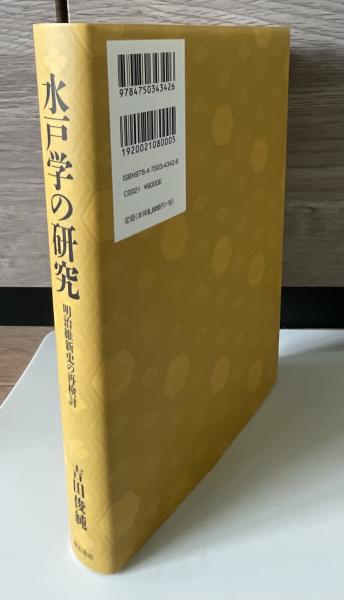 水戸学の研究
明治維新史の再検討
吉田俊純
明石書店
9784750343426
1920021080005
ISBN978-4-7503-4342-6
C0021 ¥8000E
定価(本体8,000円+税)